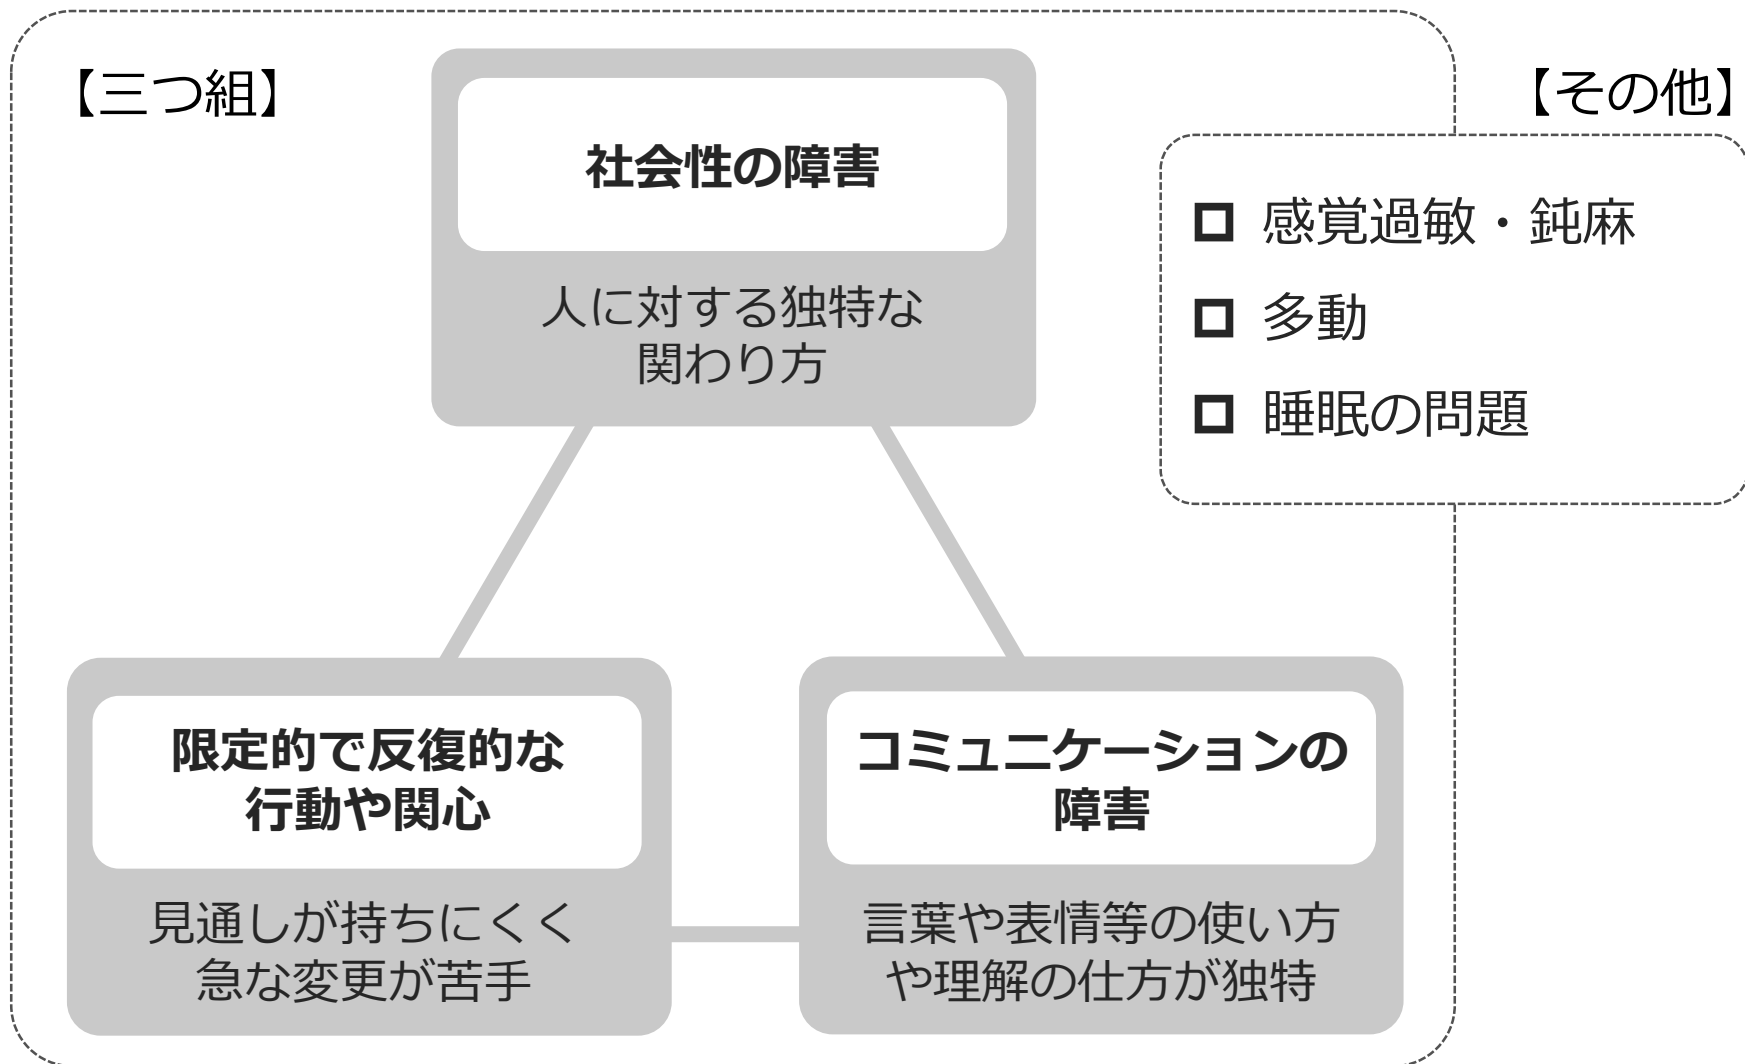 【三つ組】
社会性の障害
人に対する独特な
関わり方
限定的で反復的な
行動や関心
見通しが持ちにくく
急な変更が苦手
コミュニケーションの
障害
言葉や表情等の使い方
や理解の仕方が独特
【その他】
感覚過敏・鈍麻
多動
睡眠の問題